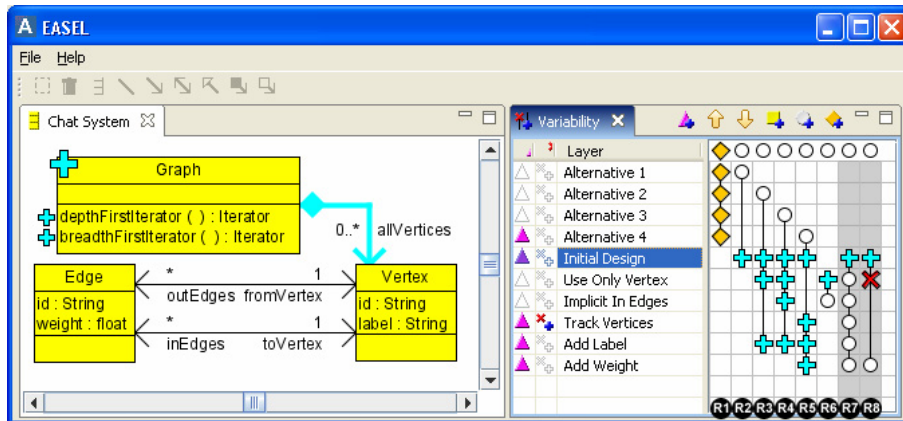 A EASEL
File Help
Chat System
Variability
Graph
depthFirstIterator ( ) : Iterator
breadthFirstIterator ( ) : Iterator
0..* allVertices
Edge
id : String
weight : float
* 1
outEdges fromVertex
* 1
inEdges toVertex
Vertex
id : String
label : String
Layer
Alternative 1
Alternative 2
Alternative 3
Alternative 4
Initial Design
Use Only Vertex
Implicit In Edges
Track Vertices
Add Label
Add Weight
R1 R2 R3 R4 R5 R6 R7 R8